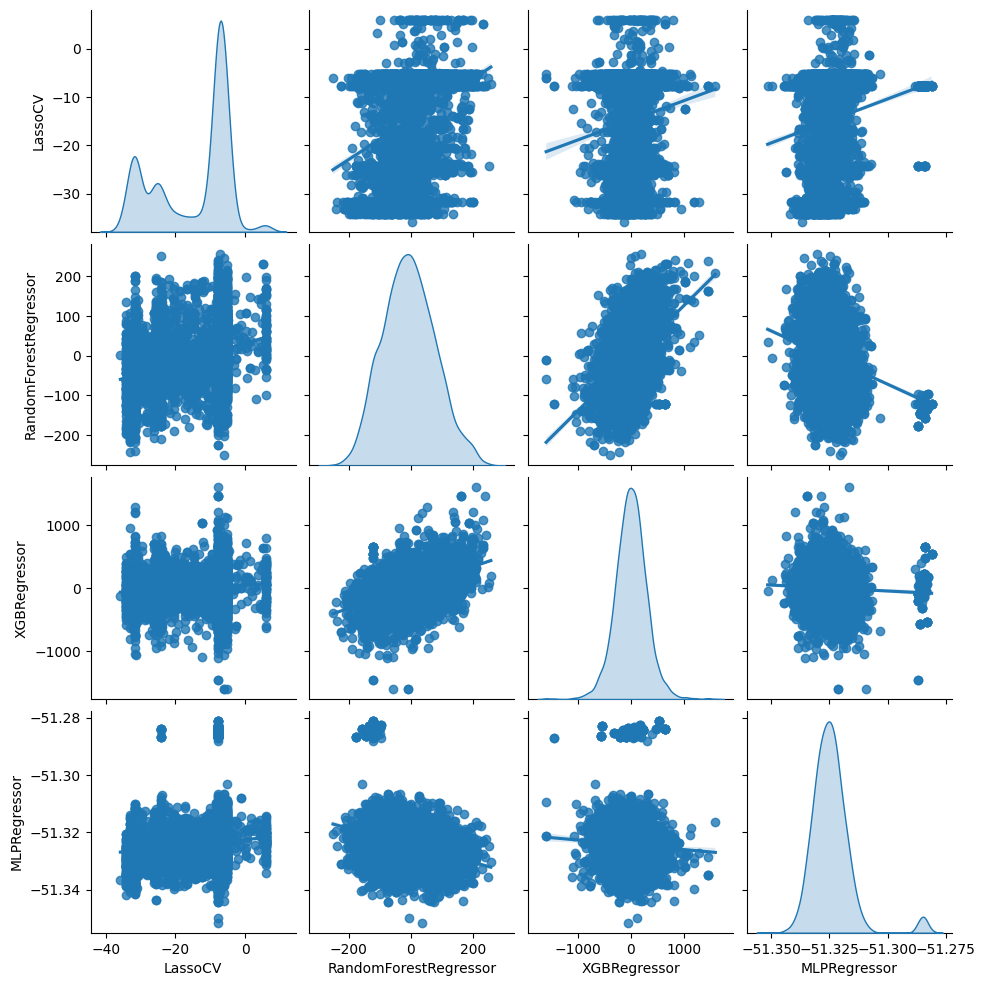 LassoCV
0
−10
−20
−30
RandomForestRegressor
200
100
0
−100
−200
XGBRegressor
1000
0
−1000
MLPRegressor
−51.28
−51.30
−51.32
−51.34
−40 −20 0
−200 0 200
−1000 0 1000
−51.350 −51.325 −51.300 −51.275
LassoCV RandomForestRegressor XGBRegressor MLPRegressor